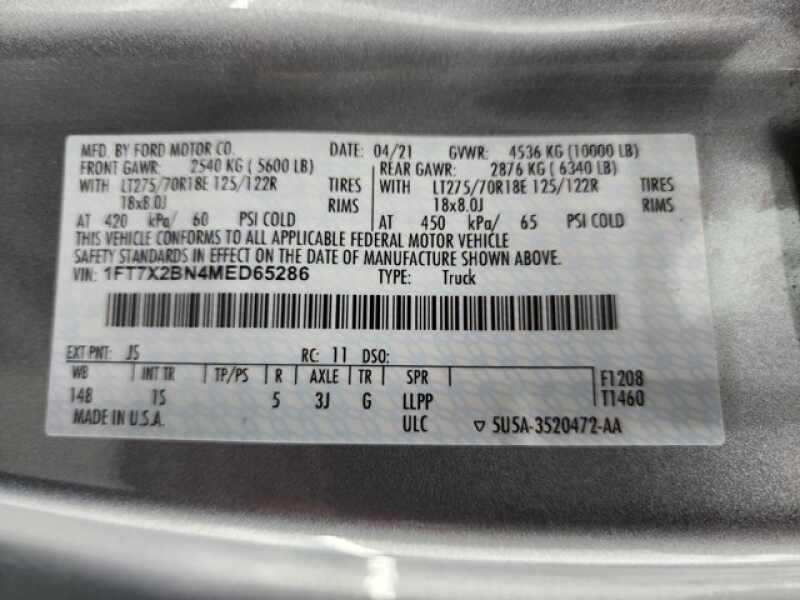 MFD. BY FORD MOTOR CO. DATE: 04/21 GVWR: 4536 KG (10000 LB)
FRONT GAWR: 2540 KG ( 5600 LB) REAR GAWR: 2876 KG ( 6340 LB)
WITH LT275/70R18E 125/122R TIRES WITH LT275/70R18E 125/122R TIRES
18x8.0J RIMS 18x8.0J RIMS
AT 420 kPa/ 60 PSI COLD AT 450 kPa/ 65 PSI COLD
THIS VEHICLE CONFORMS TO ALL APPLICABLE FEDERAL MOTOR VEHICLE
SAFETY STANDARDS IN EFFECT ON THE DATE OF MANUFACTURE SHOWN ABOVE.
VIN: 1FT7X2BN4MED65286 TYPE: Truck
EXT PNT: JS RC: 11 DSO:
WB INT TR TP/PS R AXLE TR SPR F1208
148 1S 5 3J G LLPP T1460
MADE IN U.S.A. ULC ▽ 5U5A-3520472-AA